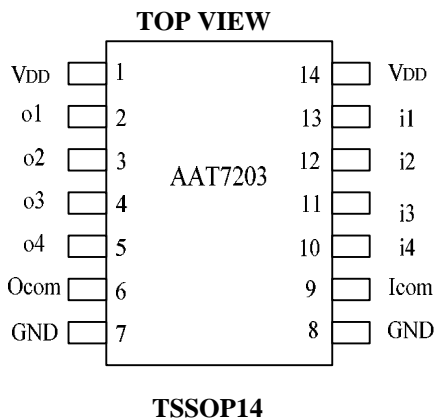 TOP VIEW
VDD 1 14 VDD
o1 2 13 i1
o2 3 12 i2
AAT7203
o3 4 11 i3
o4 5 10 i4
Ocom 6 9 Icom
GND 7 8 GND
TSSOP14